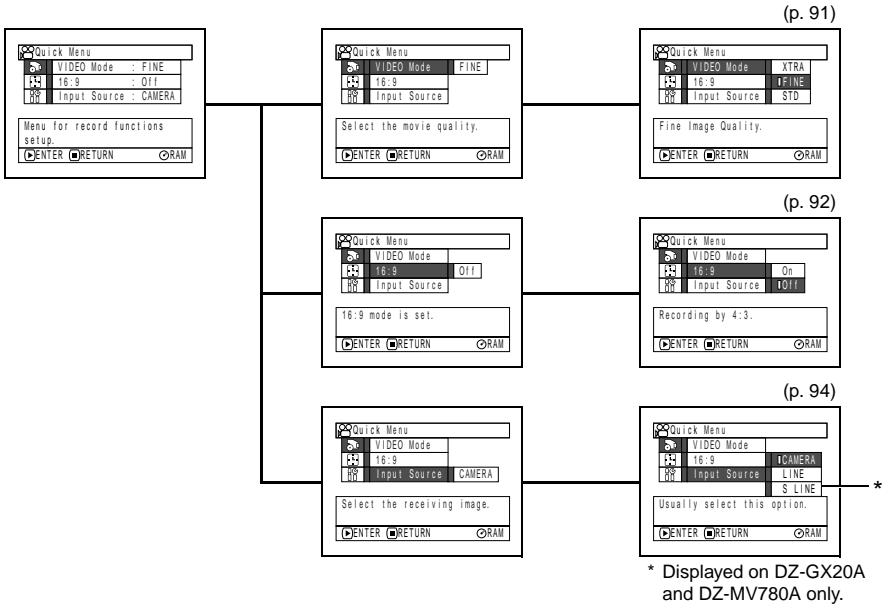 (p. 91)
Quick Menu
VIDEO Mode : FINE
16:9 : Off
Input Source : CAMERA
Menu for record functions
setup.
ENTER RETURN RAM
Quick Menu
VIDEO Mode FINE
16:9
Input Source
Select the movie quality.
ENTER RETURN RAM
Quick Menu
VIDEO Mode XTRA
16:9 FINE
Input Source STD
Fine Image Quality.
ENTER RETURN RAM
(p. 92)
Quick Menu
VIDEO Mode
16:9 Off
Input Source
16:9 mode is set.
ENTER RETURN RAM
Quick Menu
VIDEO Mode
16:9 On
Input Source Off
Recording by 4:3.
ENTER RETURN RAM
(p. 94)
Quick Menu
VIDEO Mode
16:9
Input Source CAMERA
Select the receiving image.
ENTER RETURN RAM
Quick Menu
VIDEO Mode
16:9 CAMERA
Input Source LINE
S LINE *
Usually select this option.
ENTER RETURN RAM
* Displayed on DZ-GX20A
and DZ-MV780A only.